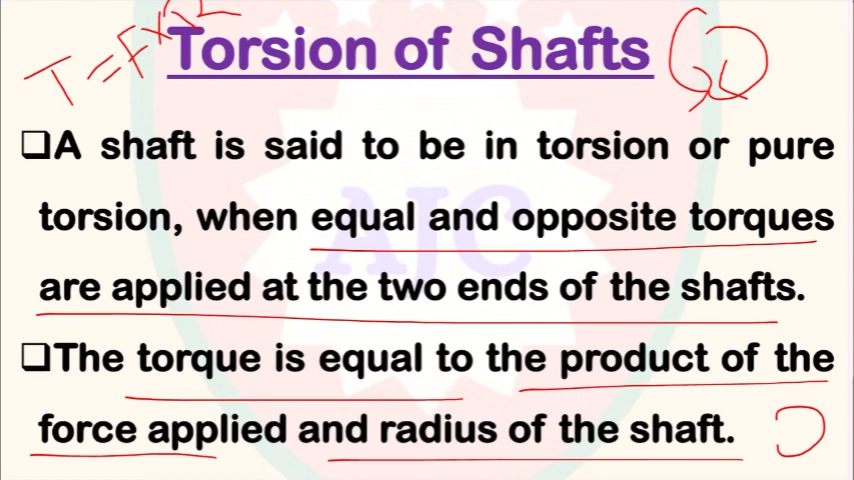 T = F × r
Torsion of Shafts
❑A shaft is said to be in torsion or pure
torsion, when equal and opposite torques
are applied at the two ends of the shafts.
❑The torque is equal to the product of the
force applied and radius of the shaft.
AJC